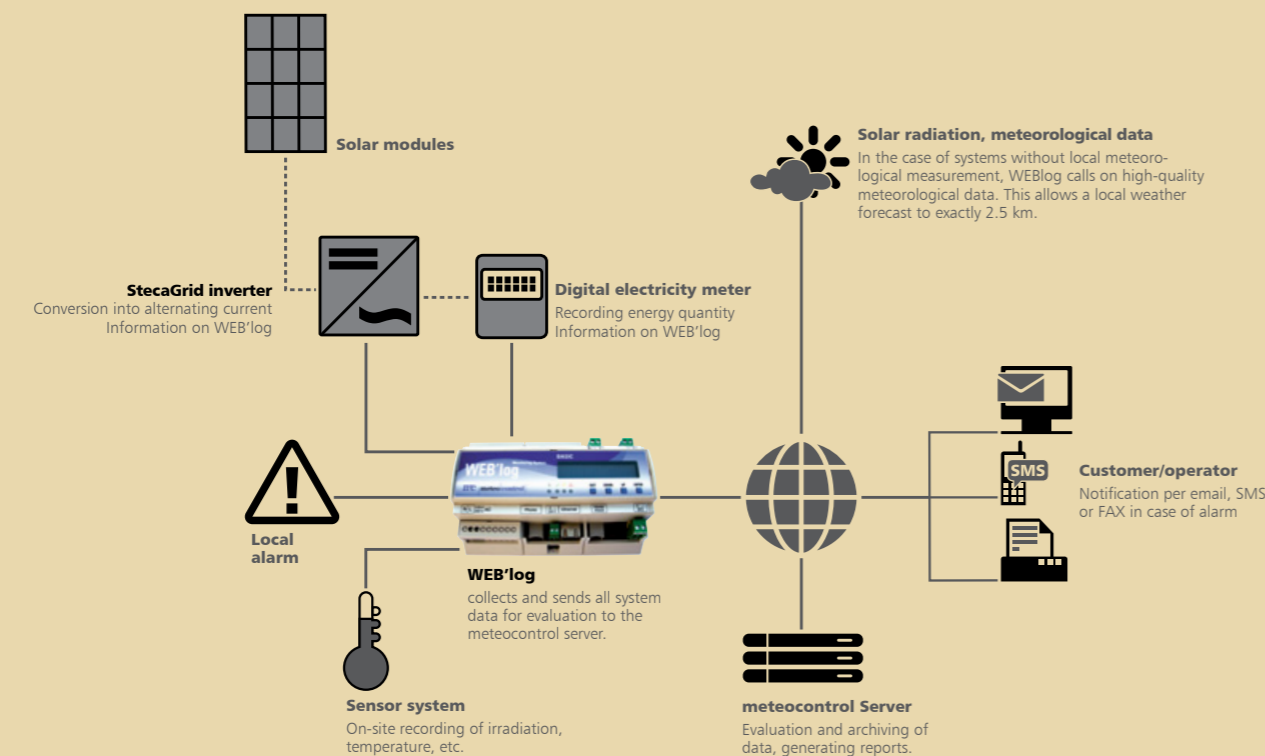 Solar modules
Solar radiation, meteorological data
In the case of systems without local meteoro-
logical measurement, WEBlog calls on high-quality
meteorological data. This allows a local weather
forecast to exactly 2.5 km.
StecaGrid inverter
Conversion into alternating current
Information on WEB'log
Digital electricity meter
Recording energy quantity
Information on WEB'log
WEB'log
SMS
Customer/operator
Notification per email, SMS
or FAX in case of alarm
Local
alarm
WEB'log
collects and sends all system
data for evaluation to the
meteocontrol server.
Sensor system
On-site recording of irradiation,
temperature, etc.
meteocontrol Server
Evaluation and archiving of
data, generating reports.